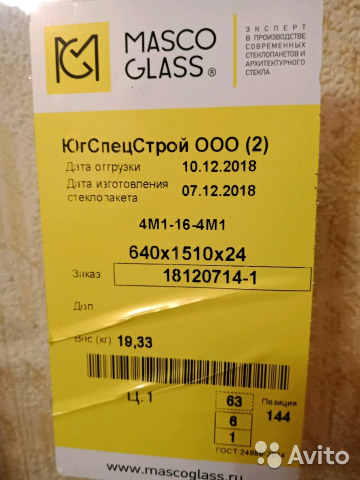 MASCO
GLASS®
ЭКСПЕРТ
В ПРОИЗВОДСТВЕ
СОВРЕМЕННЫХ
СТЕКЛОПАКЕТОВ И
АРХИТЕКТУРНОГО
СТЕКЛА
ЮгСпецСтрой ООО (2)
Дата отгрузки 10.12.2018
Дата изготовления
стеклопакета 07.12.2018
4М1-16-4М1
640x1510x24
Заказ 18120714-1
Доп
Вес (кг) 19,33
Ц. 1
63 Позиция
6 144
1
ГОСТ
www.mascoglass.ru
Avito